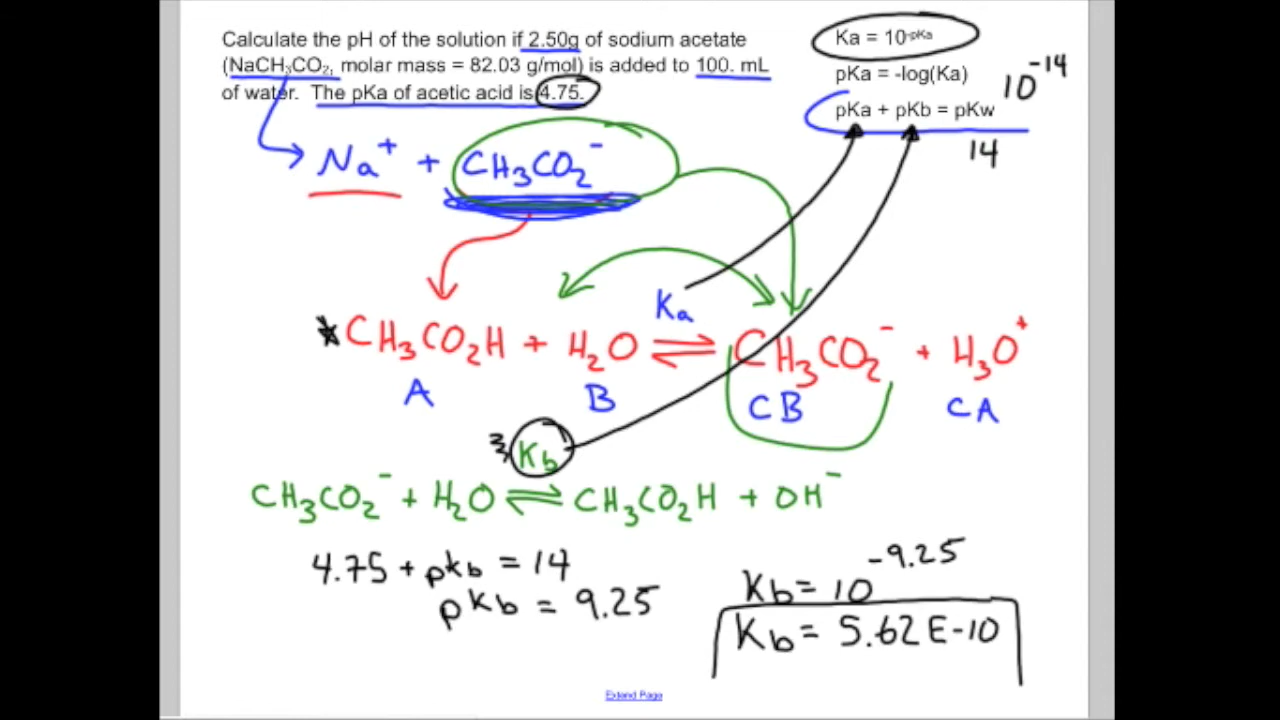 Calculate the pH of the solution if 2.50g of sodium acetate
(NaCH₃CO₂, molar mass = 82.03 g/mol) is added to 100. mL
of water. The pKa of acetic acid is 4.75.
Ka = 10^-pKa
pKa = -log(Ka)
10^-14
pKa + pKb = pKw
14
Na⁺ + CH₃CO₂⁻
Ka
CH₃CO₂H + H₂O ⇌ CH₃CO₂⁻ + H₃O⁺
A B CB CA
Kb
CH₃CO₂⁻ + H₂O ⇌ CH₃CO₂H + OH⁻
4.75 + pkb = 14
pkb = 9.25
Kb = 10^-9.25
Kb = 5.62E-10
Extend Page